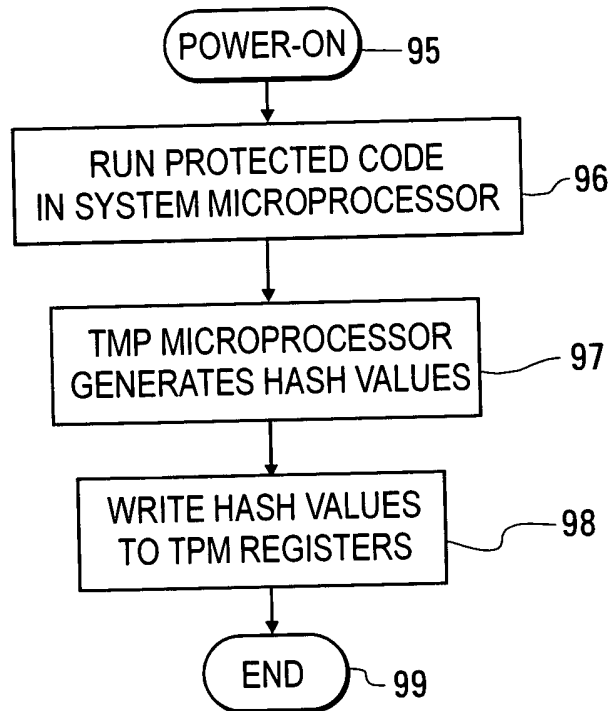 POWER-ON
95
RUN PROTECTED CODE
IN SYSTEM MICROPROCESSOR
96
TMP MICROPROCESSOR
GENERATES HASH VALUES
97
WRITE HASH VALUES
TO TPM REGISTERS
98
END
99